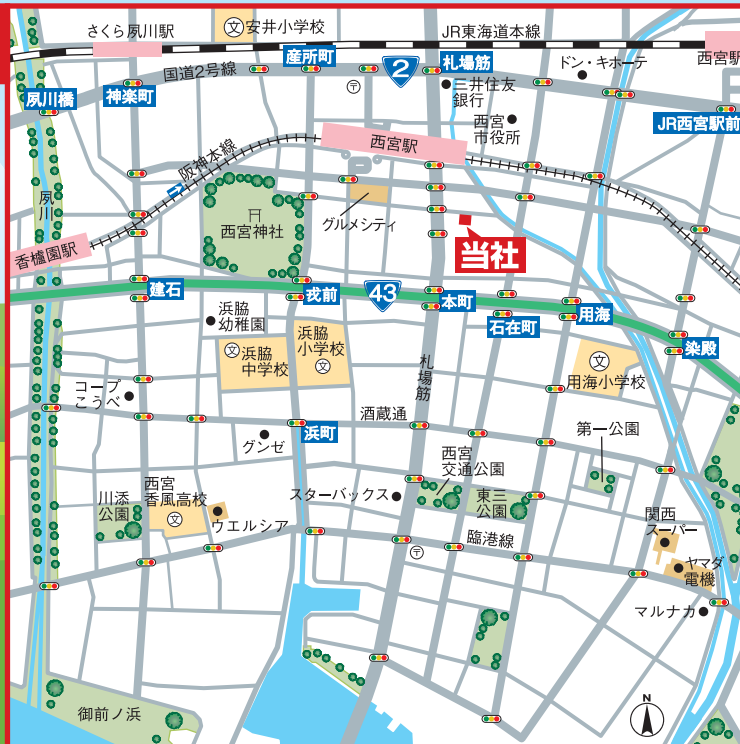 さくら夙川駅
文
安井小学校
JR東海道本線
産所町
2
札場筋
ドン・キホーテ
西宮駅
国道2号線
〒
三井住友
銀行
夙川橋
神楽町
西宮
市役所
JR西宮駅前
西宮駅
阪神本線
夙川
西宮神社
グルメシティ
当社
香櫨園駅
建石
戎前
43
本町
石在町
用海
染殿
浜脇
幼稚園
文
浜脇
中学校
浜脇
小学校
文
札場筋
文
用海小学校
コープ
こうべ
酒蔵通
浜町
グンゼ
第一公園
西宮
交通公園
川添
公園
西宮
香風高校
文
ウエルシア
スターバックス
東三
公園
関西
スーパー
臨港線
〒
ヤマダ
電機
マルナカ
御前ノ浜
N